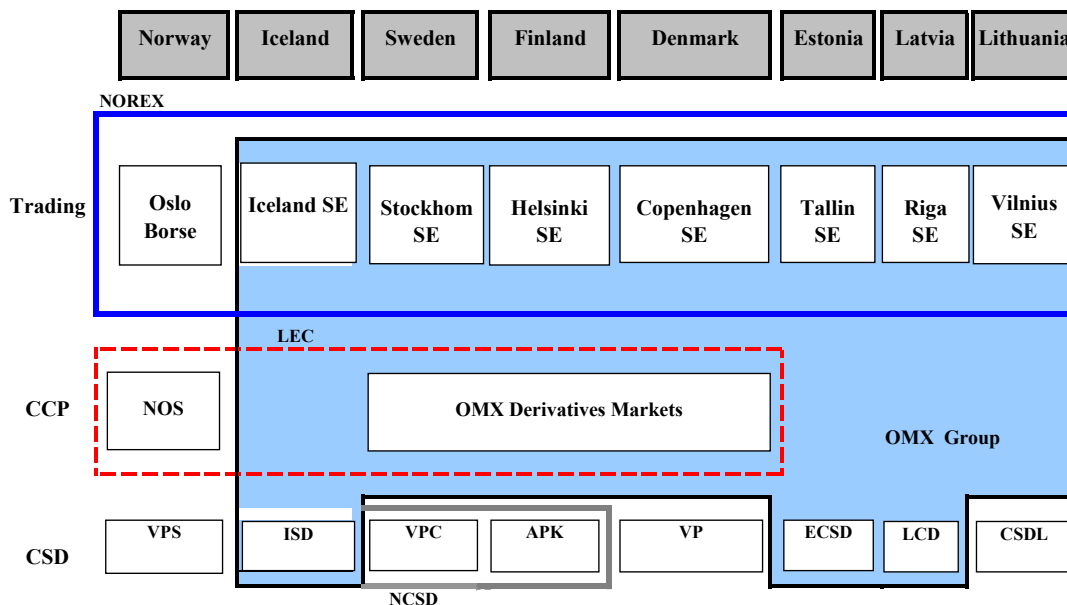 Norway Iceland Sweden Finland Denmark Estonia Latvia Lithuania
NOREX
Trading
Oslo
Borse
Iceland SE
Stockhom
SE
Helsinki
SE
Copenhagen
SE
Tallin
SE
Riga
SE
Vilnius
SE
LEC
CCP
NOS
OMX Derivatives Markets
OMX Group
CSD
VPS
ISD
VPC
APK
VP
ECSD
LCD
CSDL
NCSD